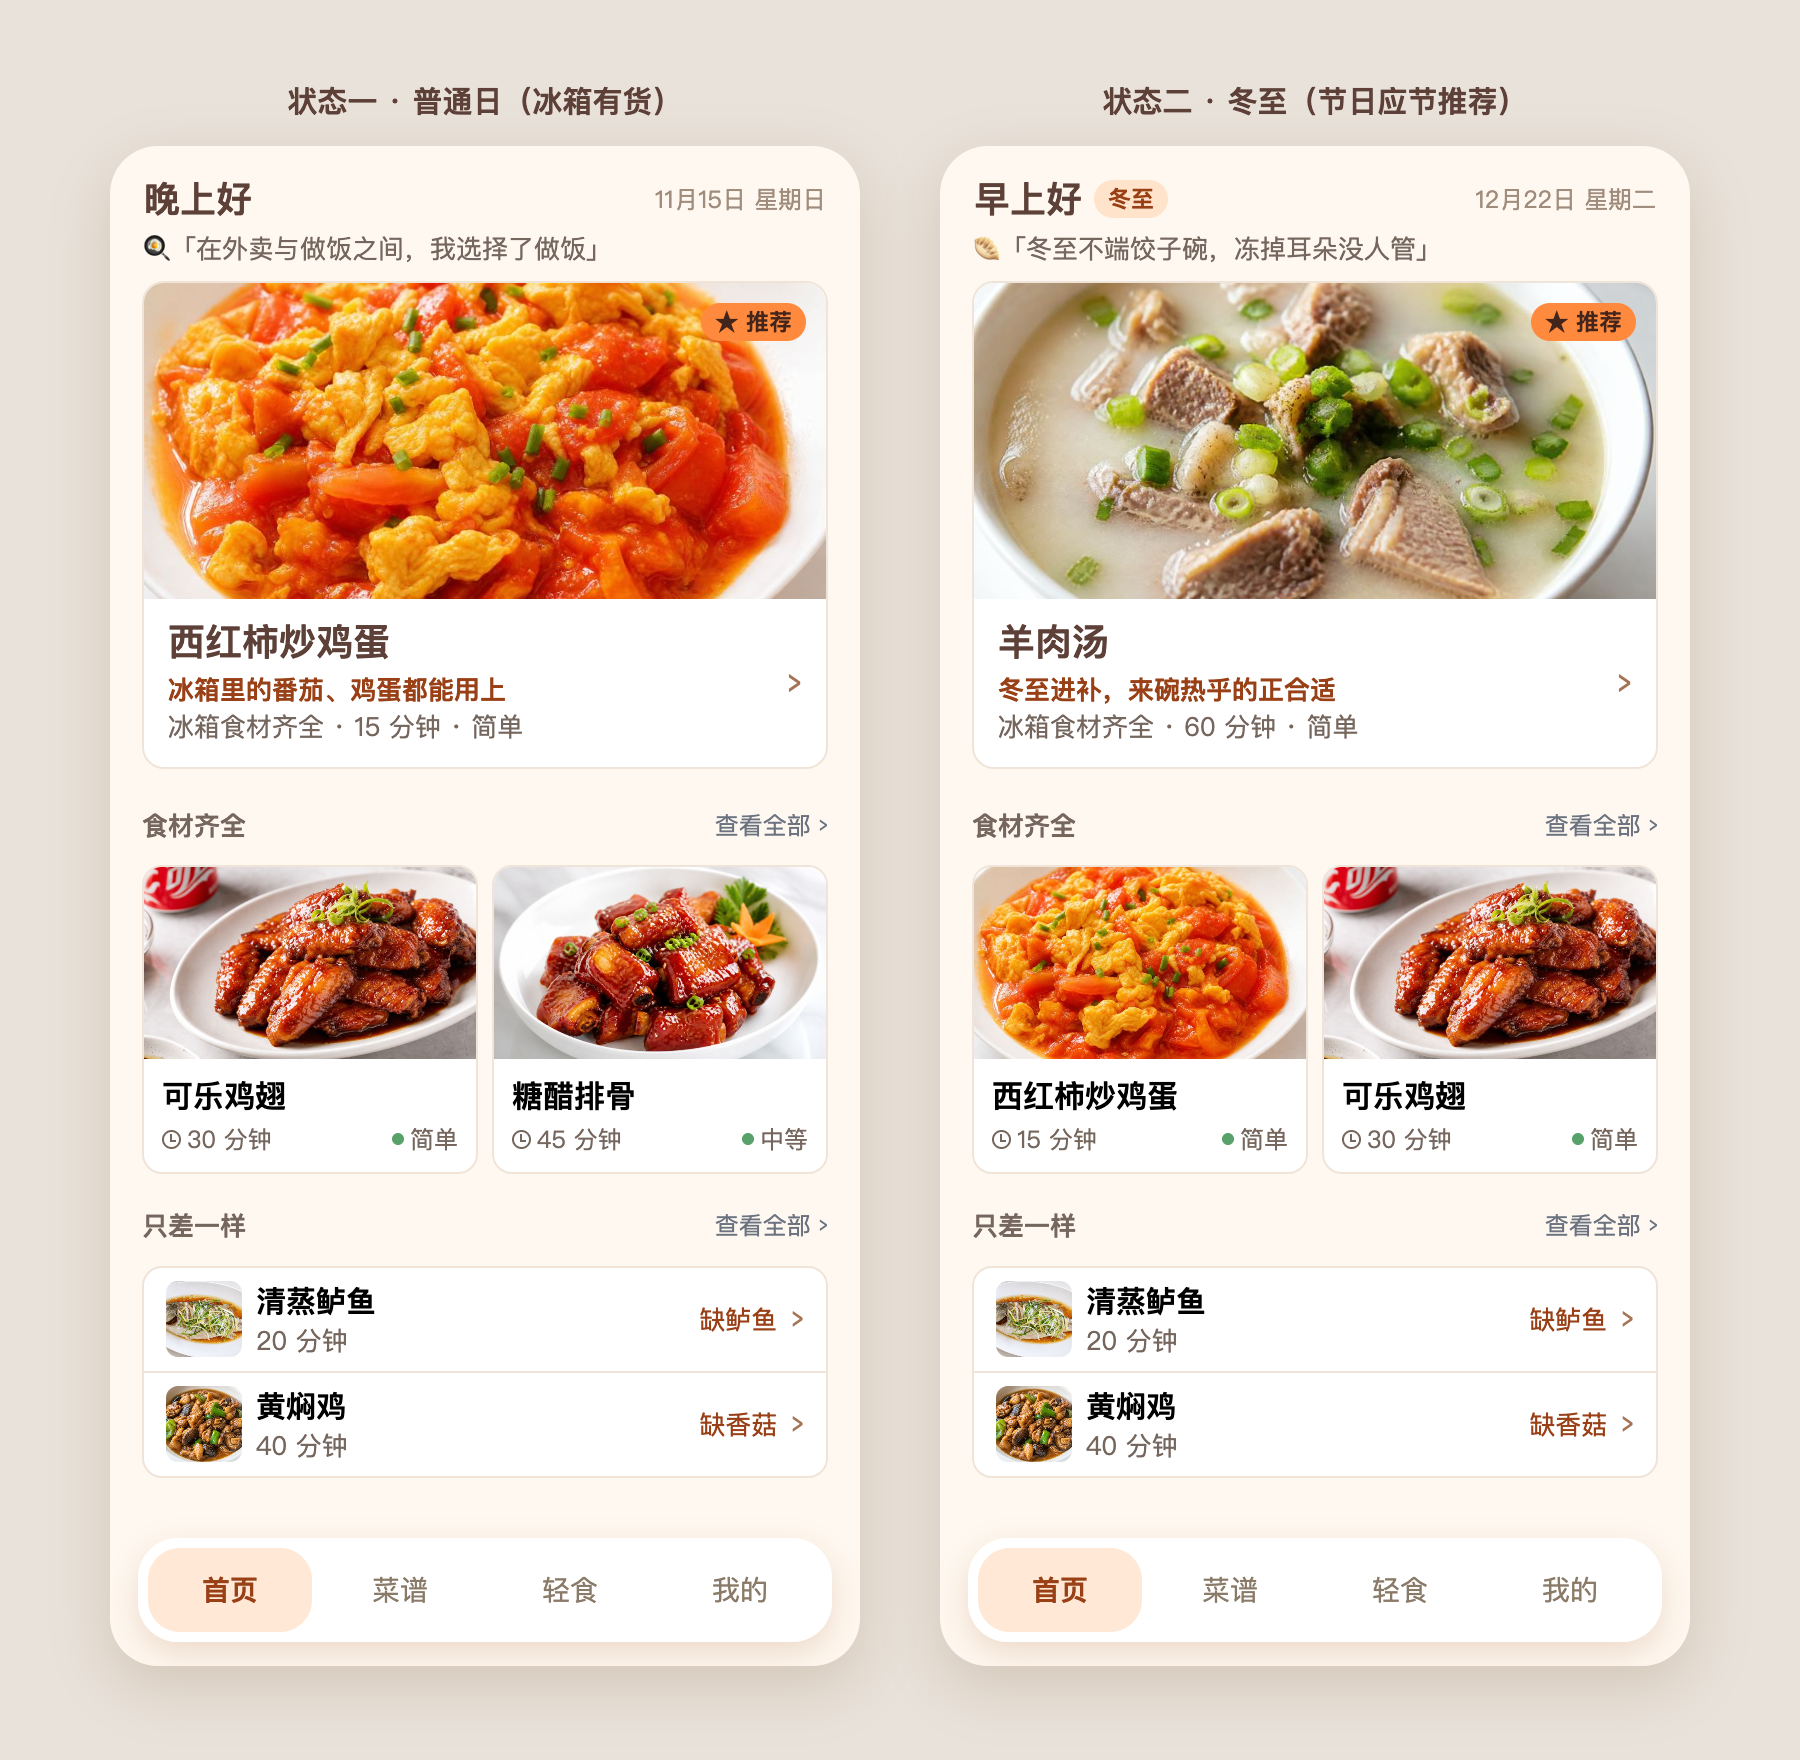 状态一 · 普通日（冰箱有货）
晚上好
11月15日 星期日
「在外卖与做饭之间，我选择了做饭」
★ 推荐
西红柿炒鸡蛋
冰箱里的番茄、鸡蛋都能用上
冰箱食材齐全 · 15 分钟 · 简单
食材齐全
查看全部 >
可乐鸡翅
30 分钟
简单
糖醋排骨
45 分钟
中等
只差一样
查看全部 >
清蒸鲈鱼
20 分钟
缺鲈鱼 >
黄焖鸡
40 分钟
缺香菇 >
首页
菜谱
轻食
我的
状态二 · 冬至（节日应节推荐）
早上好
冬至
12月22日 星期二
「冬至不端饺子碗，冻掉耳朵没人管」
★ 推荐
羊肉汤
冬至进补，来碗热乎的正合适
冰箱食材齐全 · 60 分钟 · 简单
食材齐全
查看全部 >
西红柿炒鸡蛋
15 分钟
简单
可乐鸡翅
30 分钟
简单
只差一样
查看全部 >
清蒸鲈鱼
20 分钟
缺鲈鱼 >
黄焖鸡
40 分钟
缺香菇 >
首页
菜谱
轻食
我的